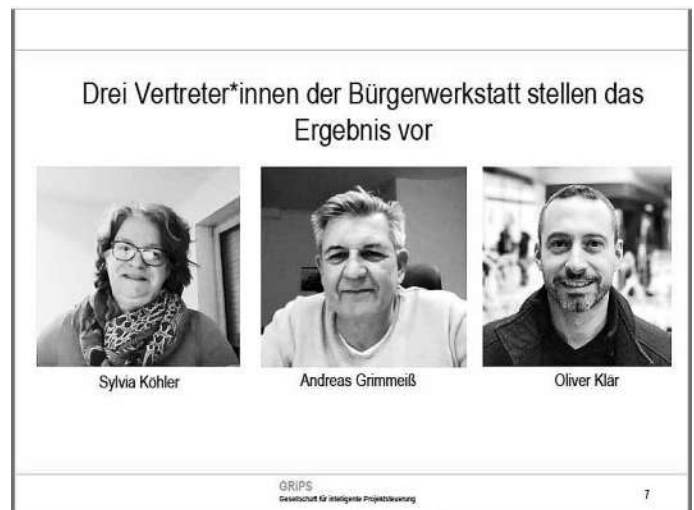 Drei Vertreter*innen der Bürgerwerkstatt stellen das
Ergebnis vor
Sylvia Köhler
Andreas Grimmeiß
Oliver Klär
GRiPS
Gesellschaft für intelligente Projektsteuerung
7